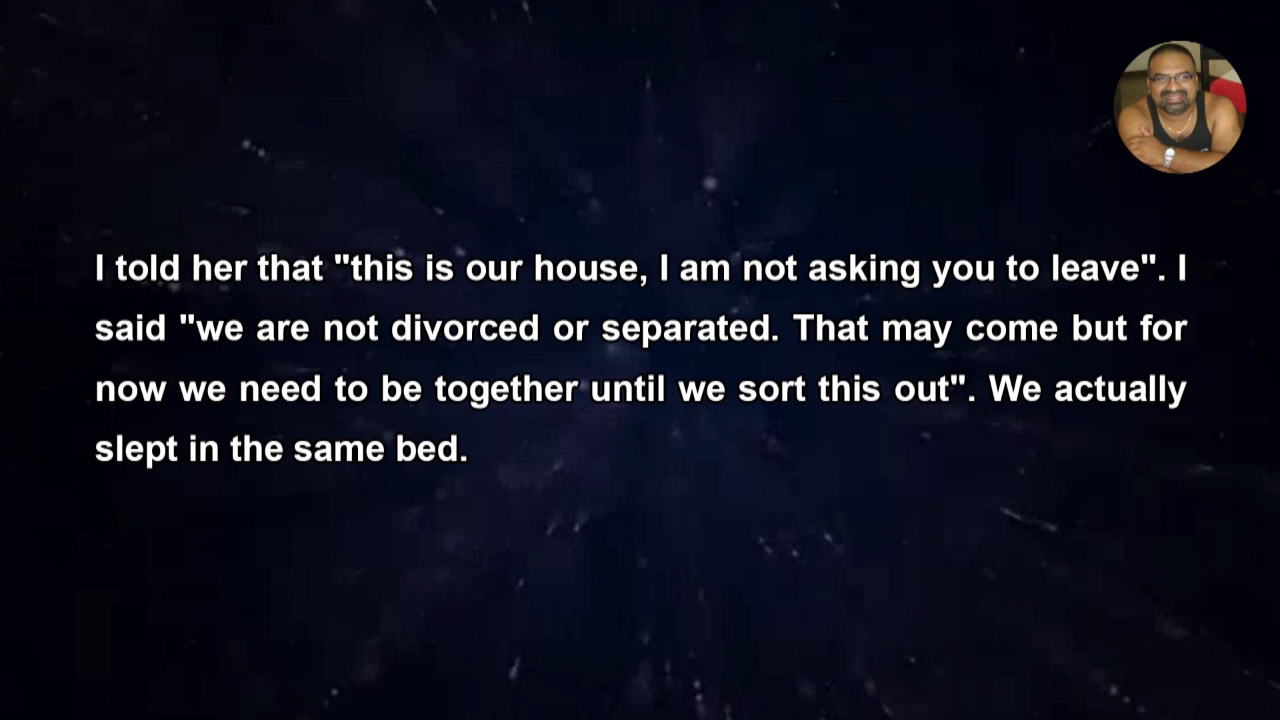 I told her that "this is our house, I am not asking you to leave". I
said "we are not divorced or separated. That may come but for
now we need to be together until we sort this out". We actually
slept in the same bed.